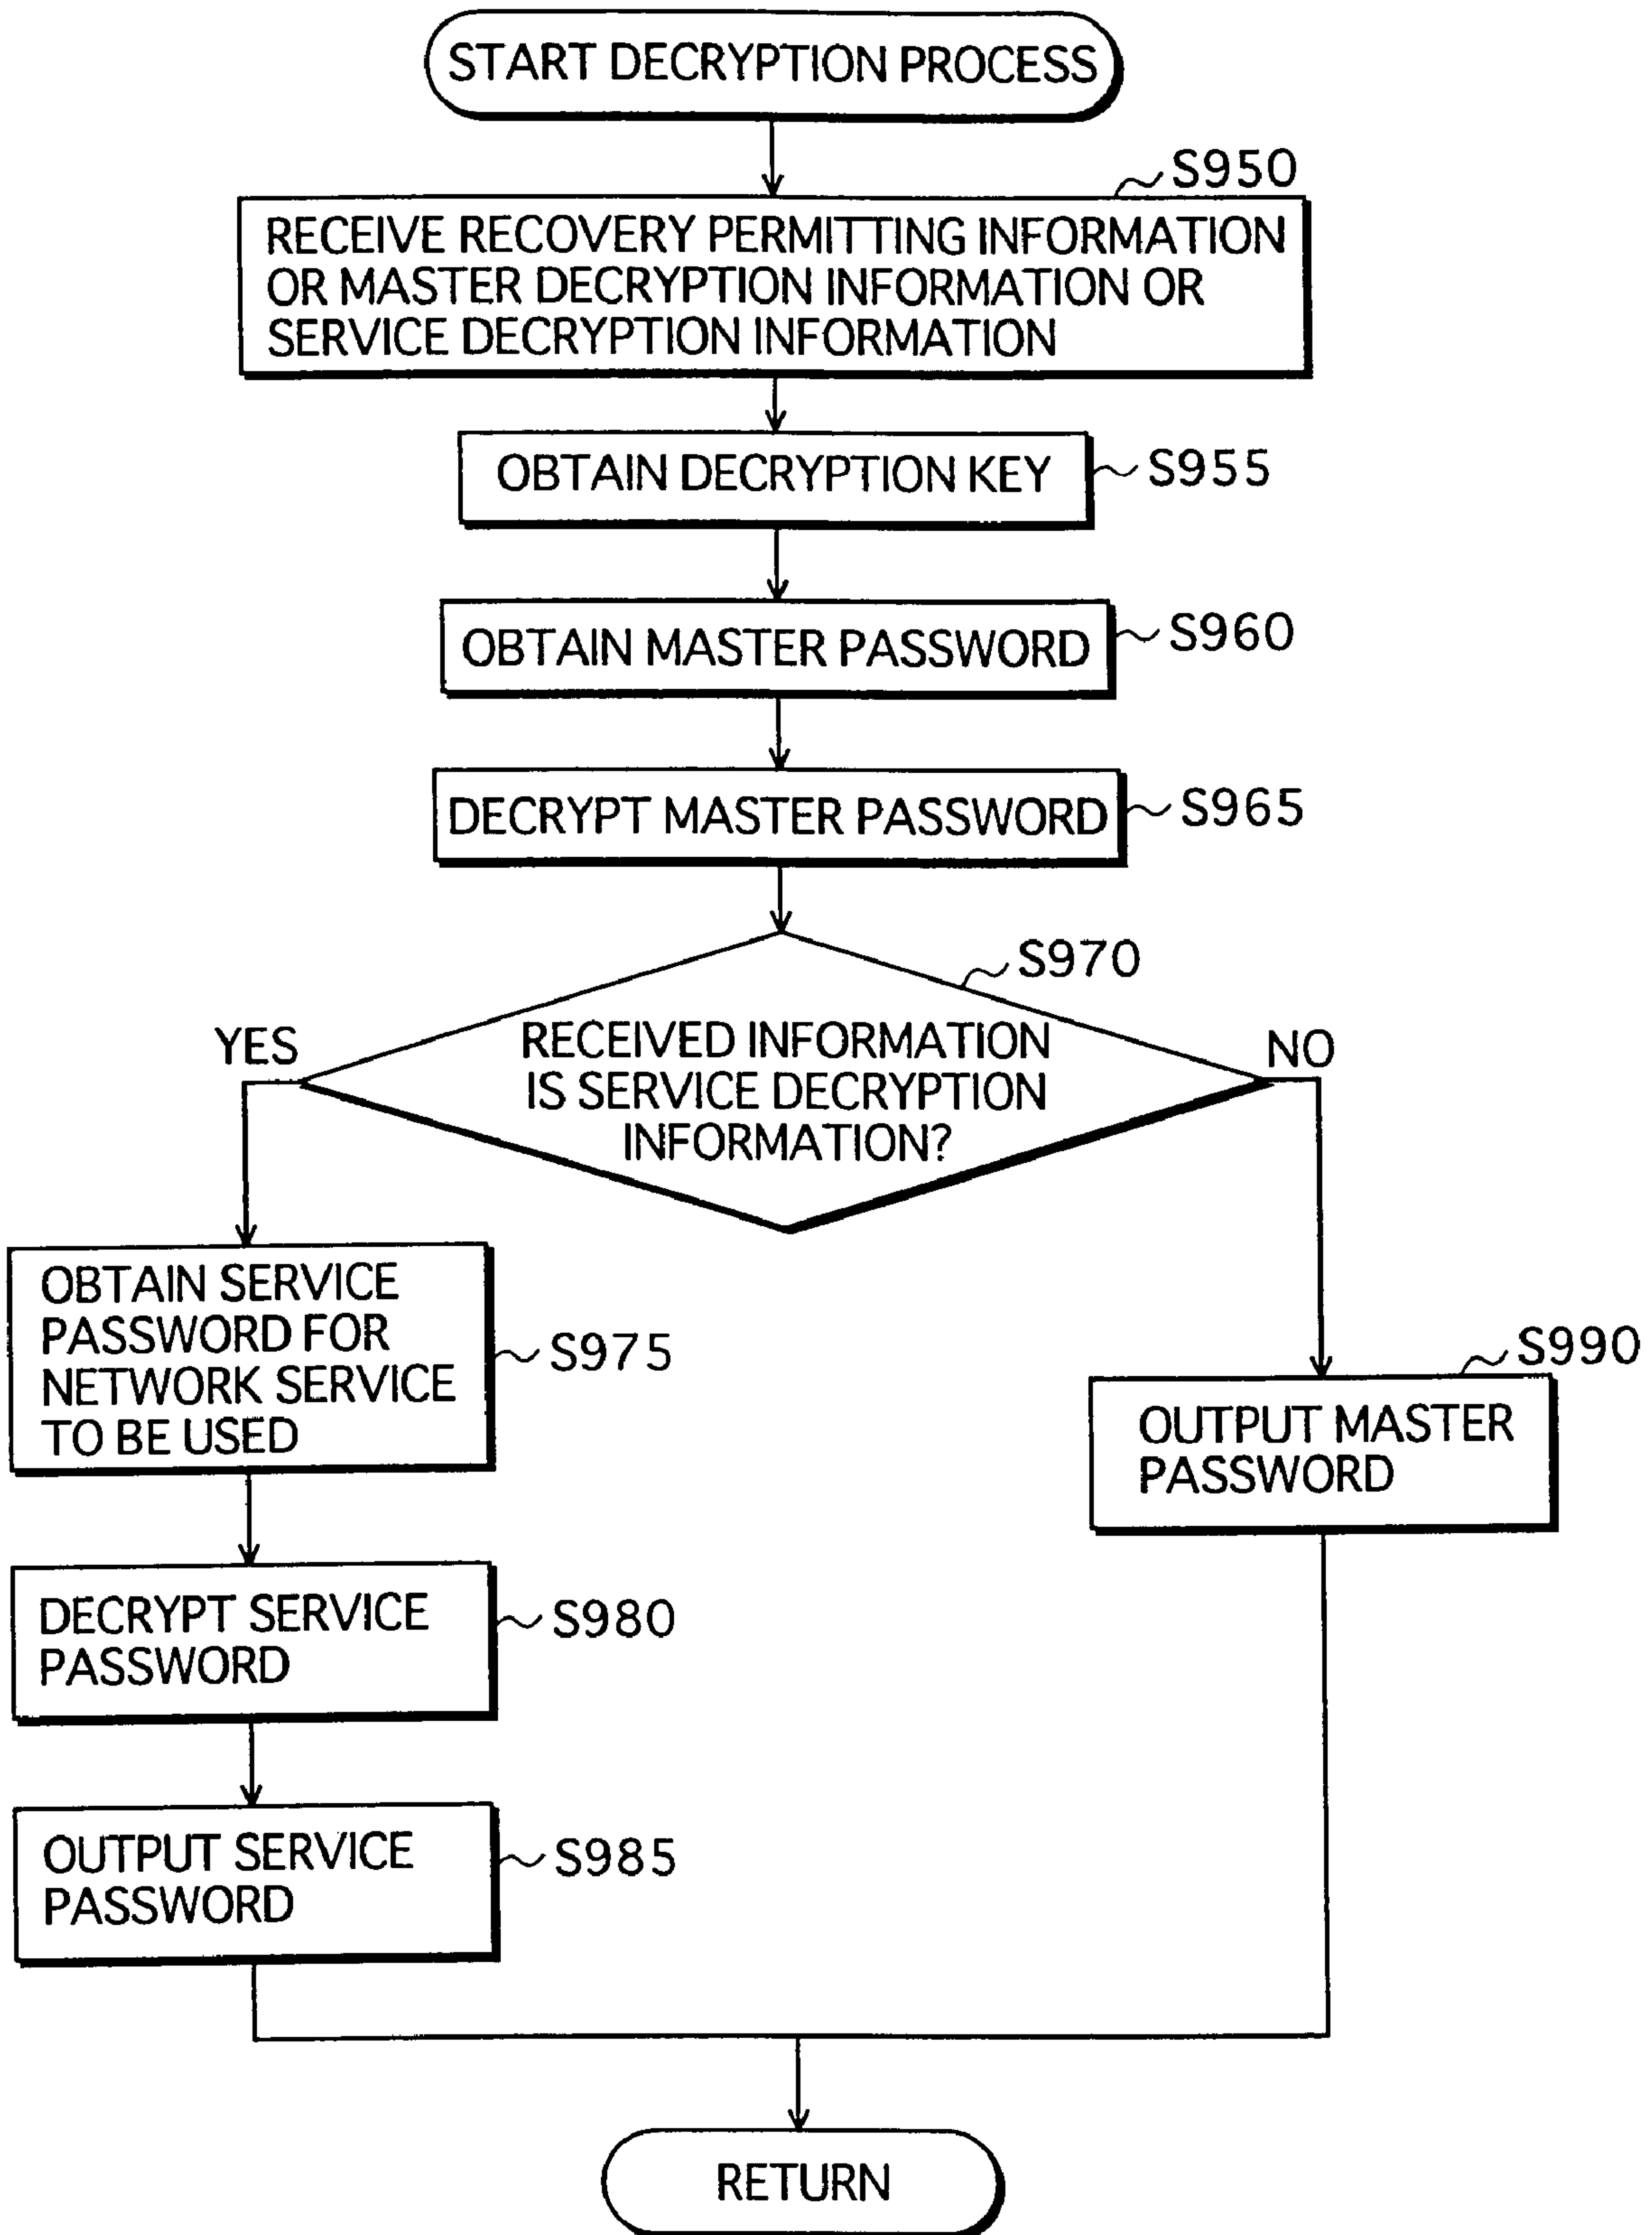 START DECRYPTION PROCESS
S950
RECEIVE RECOVERY PERMITTING INFORMATION
OR MASTER DECRYPTION INFORMATION OR
SERVICE DECRYPTION INFORMATION
OBTAIN DECRYPTION KEY
S955
OBTAIN MASTER PASSWORD
S960
DECRYPT MASTER PASSWORD
S965
S970
RECEIVED INFORMATION
IS SERVICE DECRYPTION
INFORMATION?
YES
NO
OBTAIN SERVICE
PASSWORD FOR
NETWORK SERVICE
TO BE USED
S975
S990
OUTPUT MASTER
PASSWORD
DECRYPT SERVICE
PASSWORD
S980
OUTPUT SERVICE
PASSWORD
S985
RETURN